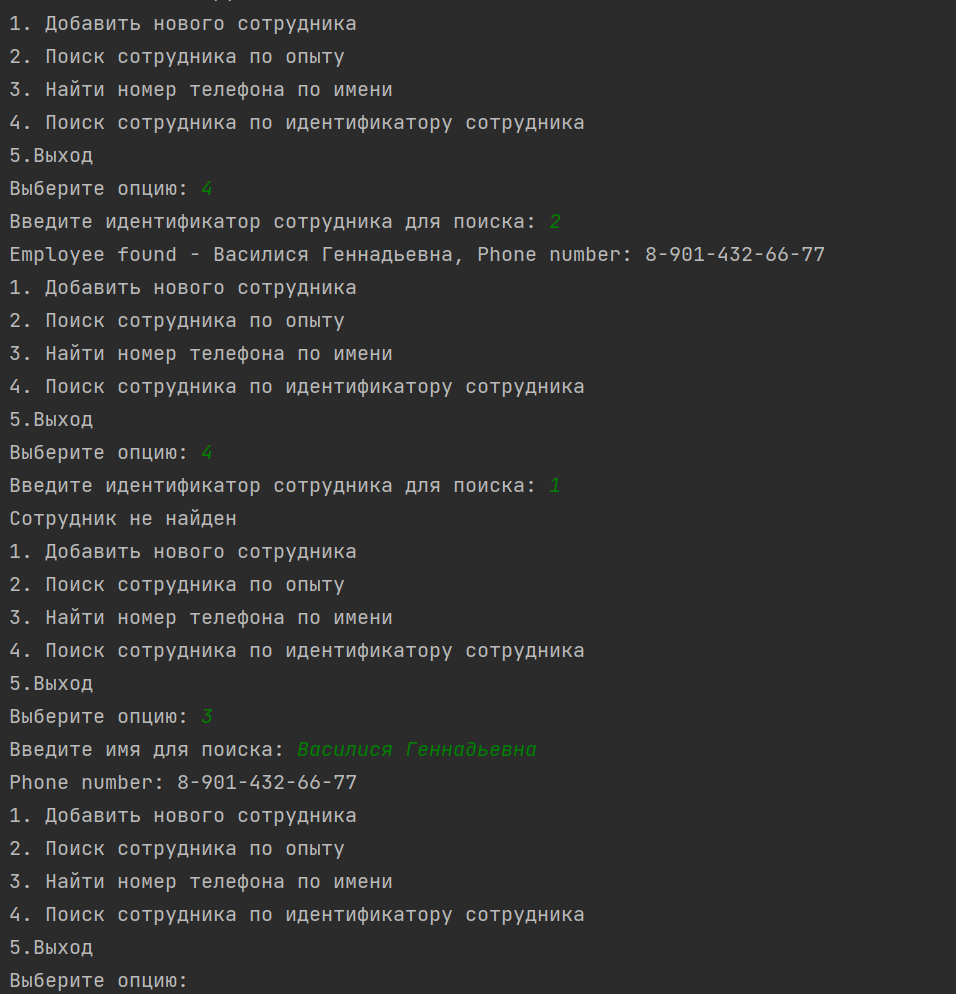 1. Добавить нового сотрудника
2. Поиск сотрудника по опыту
3. Найти номер телефона по имени
4. Поиск сотрудника по идентификатору сотрудника
5.Выход
Выберите опцию: 4
Введите идентификатор сотрудника для поиска: 2
Employee found - Василися Геннадьевна, Phone number: 8-901-432-66-77
1. Добавить нового сотрудника
2. Поиск сотрудника по опыту
3. Найти номер телефона по имени
4. Поиск сотрудника по идентификатору сотрудника
5.Выход
Выберите опцию: 4
Введите идентификатор сотрудника для поиска: 1
Сотрудник не найден
1. Добавить нового сотрудника
2. Поиск сотрудника по опыту
3. Найти номер телефона по имени
4. Поиск сотрудника по идентификатору сотрудника
5.Выход
Выберите опцию: 3
Введите имя для поиска: Василися Геннадьевна
Phone number: 8-901-432-66-77
1. Добавить нового сотрудника
2. Поиск сотрудника по опыту
3. Найти номер телефона по имени
4. Поиск сотрудника по идентификатору сотрудника
5.Выход
Выберите опцию: